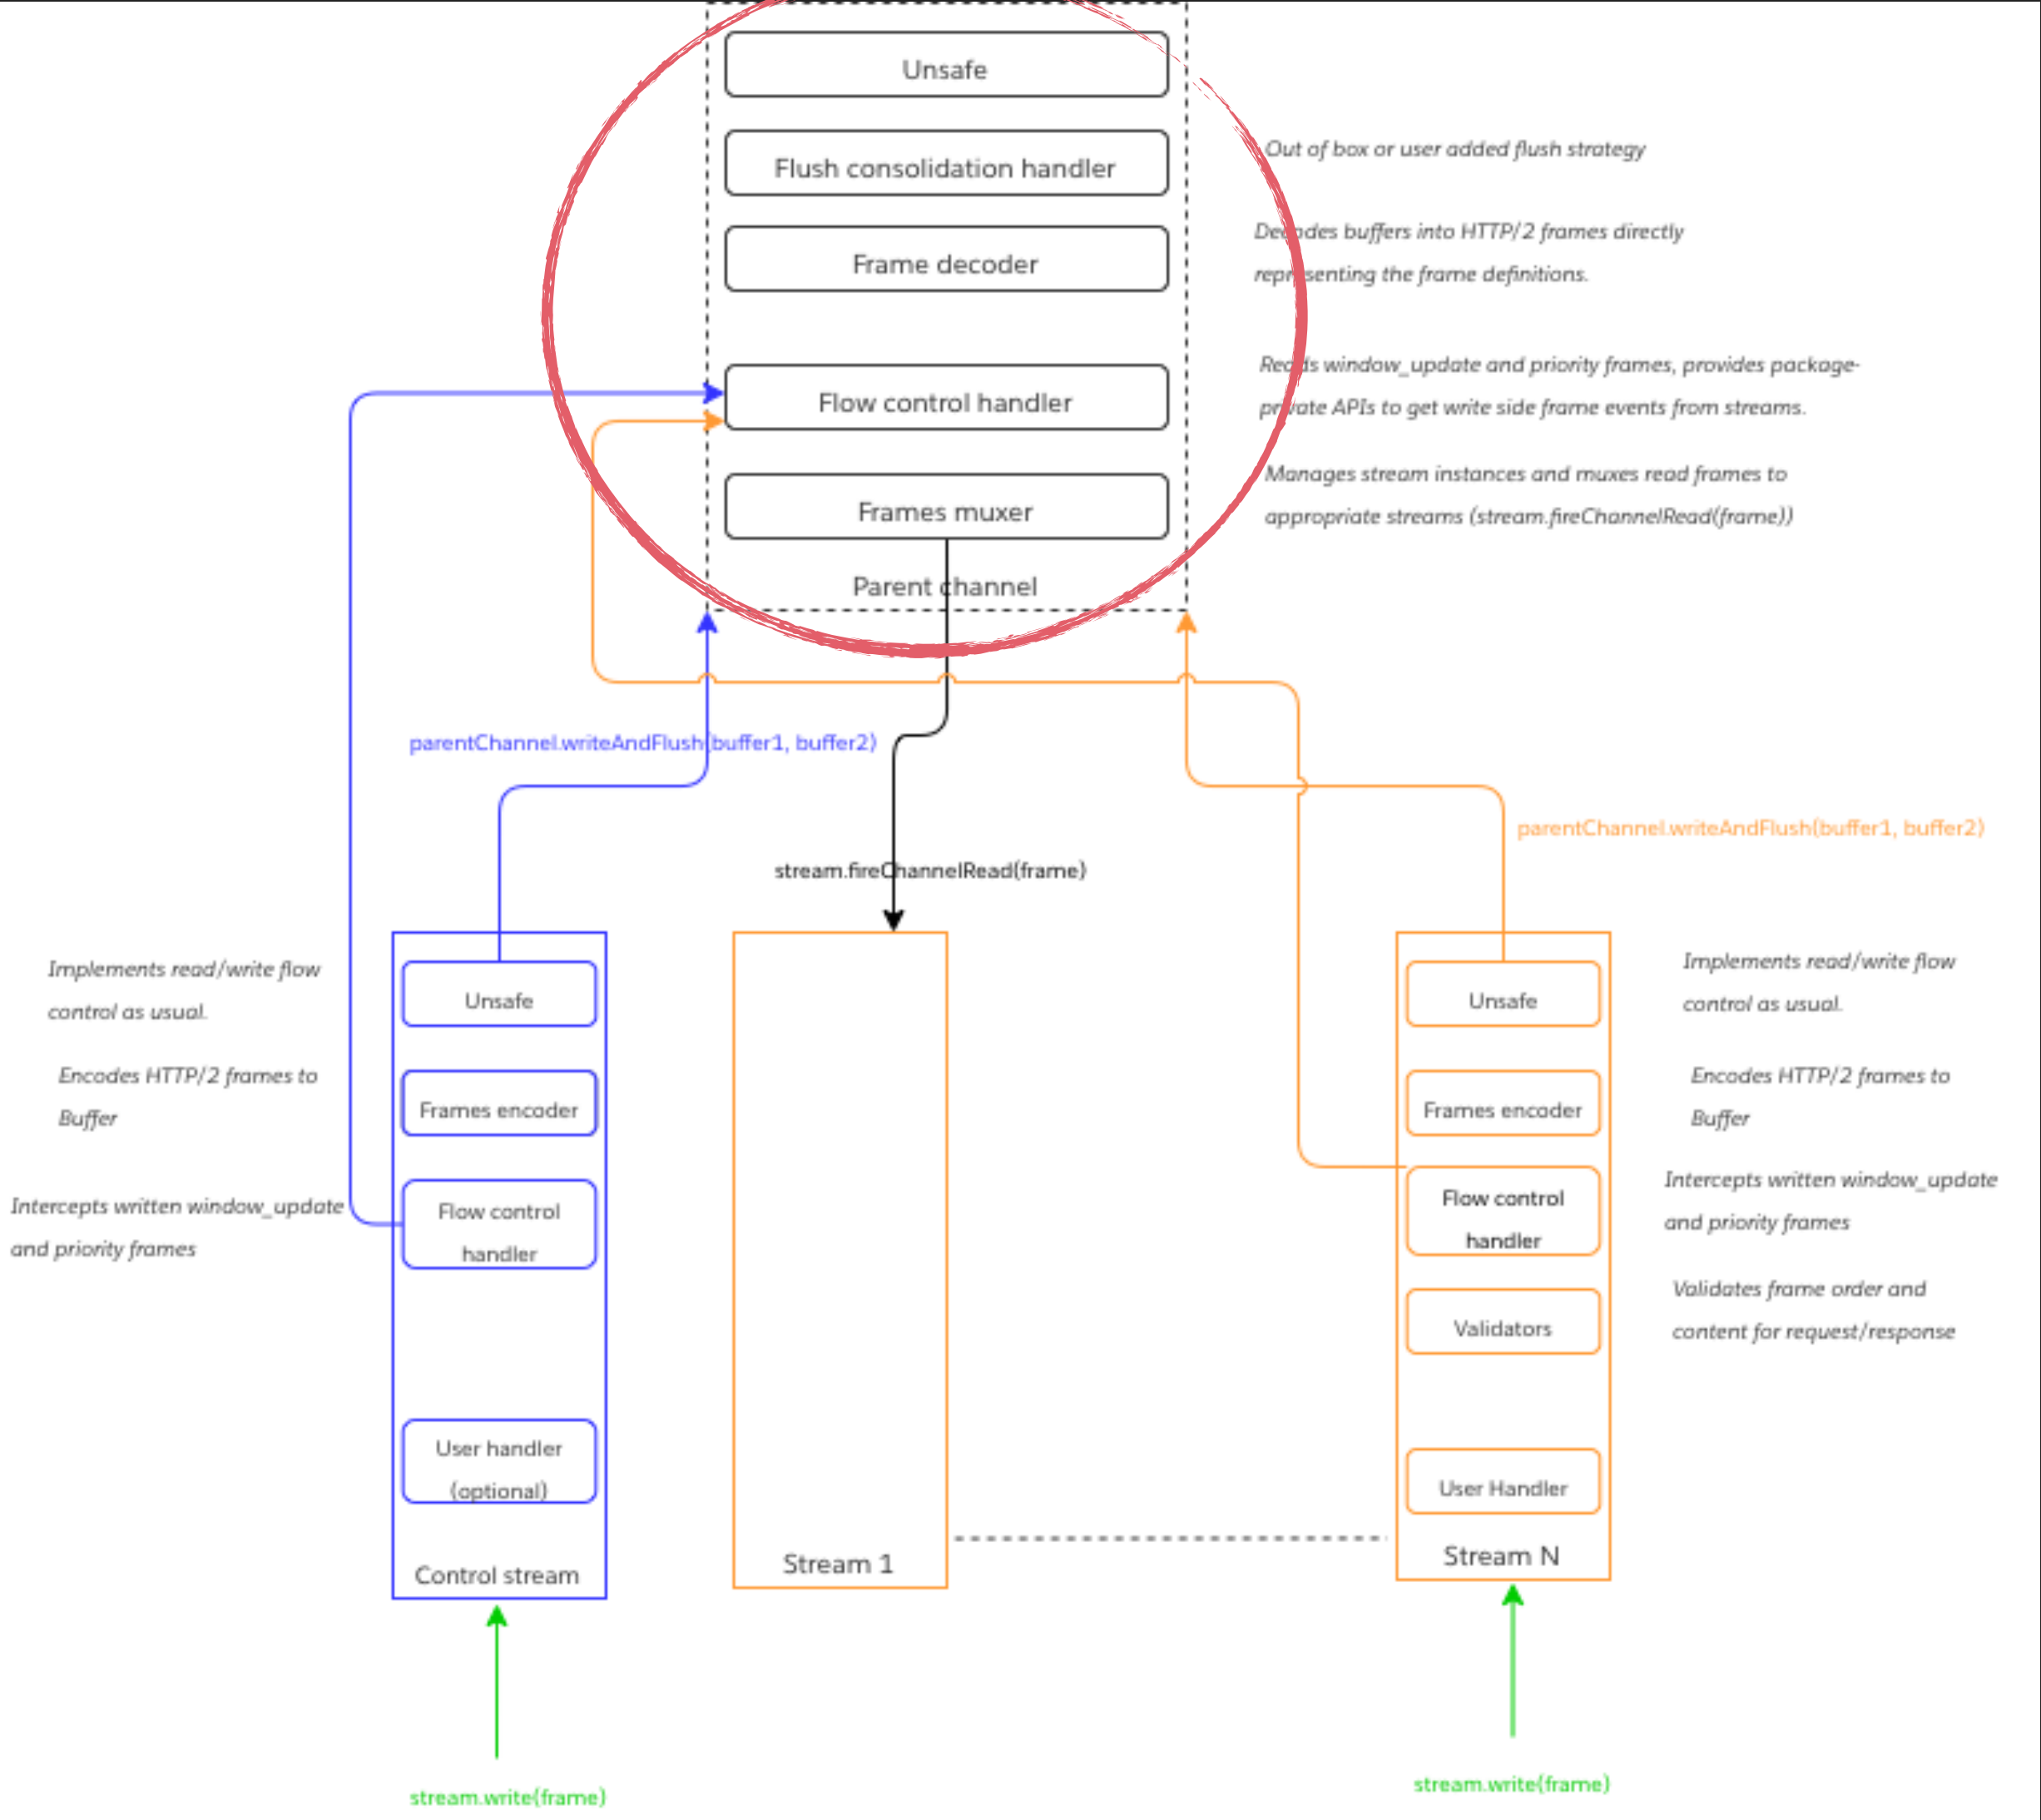 Unsafe
Flush consolidation handler
Out of box or user added flush strategy
Frame decoder
Decodes buffers into HTTP/2 frames directly
representing the frame definitions.
Flow control handler
Reads window_update and priority frames, provides package-
private APIs to get write side frame events from streams.
Frames muxer
Manages stream instances and muxes read frames to
appropriate streams (stream.fireChannelRead(frame))
Parent channel
parentChannel.writeAndFlush(buffer1, buffer2)
parentChannel.writeAndFlush(buffer1, buffer2)
stream.fireChannelRead(frame)
Implements read/write flow
control as usual.
Encodes HTTP/2 frames to
Buffer
Intercepts written window_update
and priority frames
Unsafe
Frames encoder
Flow control
handler
User handler
(optional)
Control stream
stream.write(frame)
Stream 1
Unsafe
Frames encoder
Flow control
handler
Validators
User Handler
Stream N
stream.write(frame)
Implements read/write flow
control as usual.
Encodes HTTP/2 frames to
Buffer
Intercepts written window_update
and priority frames
Validates frame order and
content for request/response